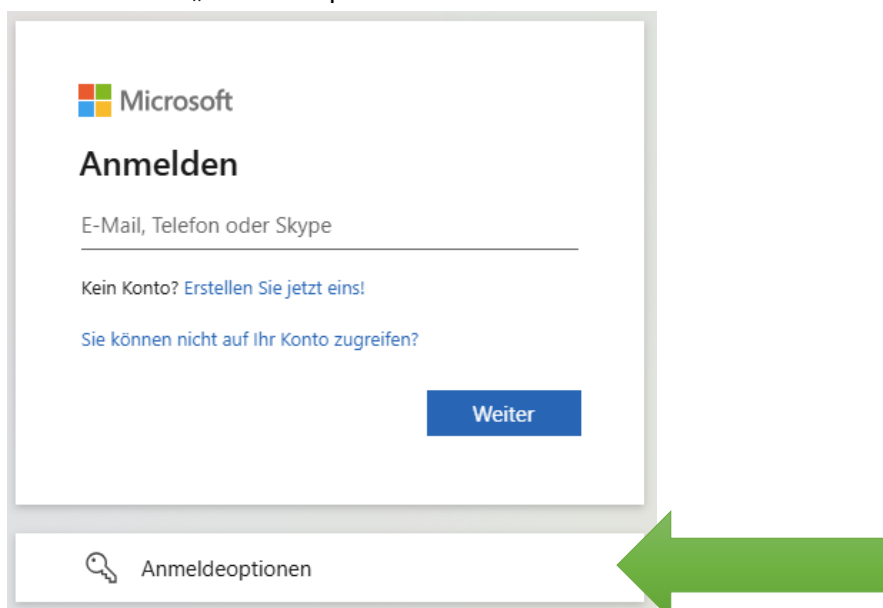 Microsoft
Anmelden
E-Mail, Telefon oder Skype
Kein Konto? Erstellen Sie jetzt eins!
Sie können nicht auf Ihr Konto zugreifen?
Weiter
Anmeldeoptionen